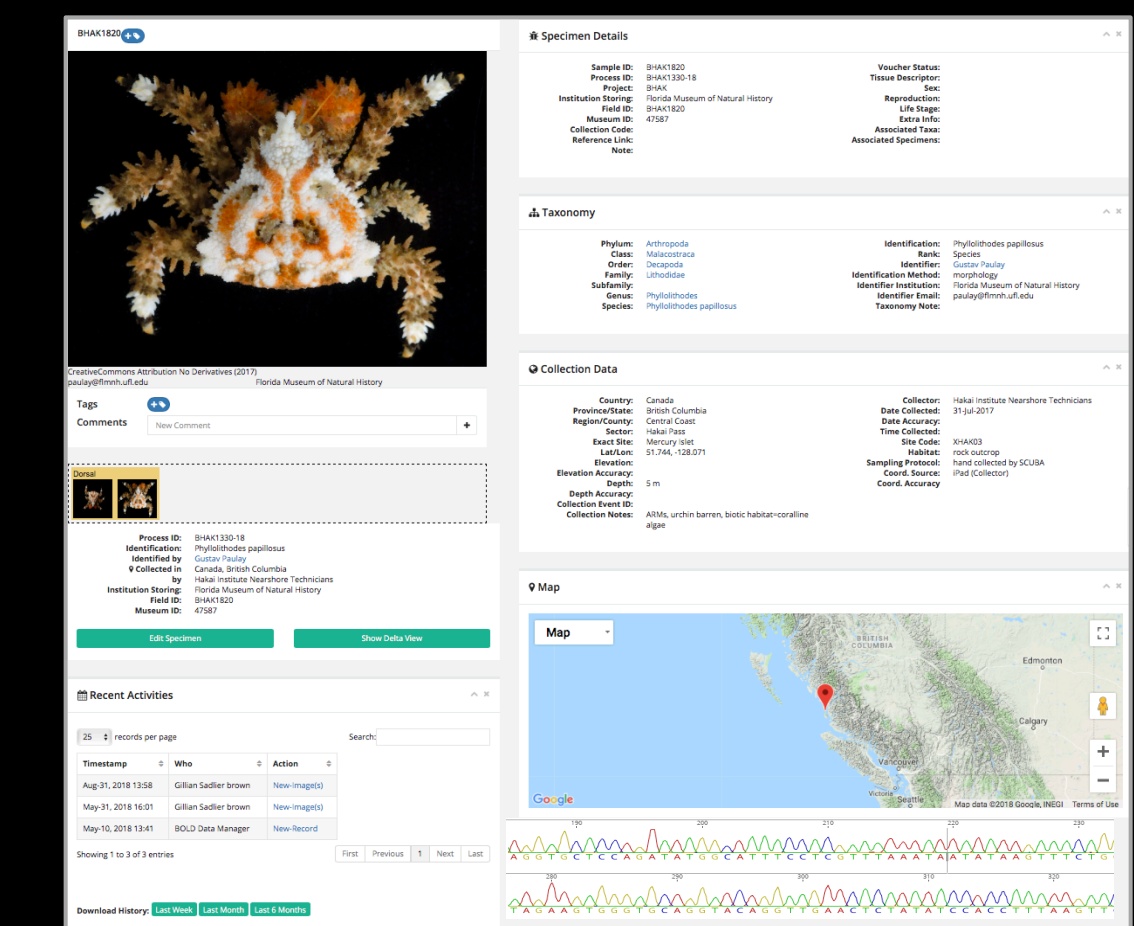 BHAK1820
CreativeCommons Attribution No Derivatives (2017)
paulay@flmnh.ufl.edu Florida Museum of Natural History
Tags
Comments New Comment
Dorsal
Process ID: BHAK1330-18
Identification: Phyllolithodes papillosus
Identified by Gustav Paulay
Collected in Canada, British Columbia
by Hakai Institute Nearshore Technicians
Institution Storing: Florida Museum of Natural History
Field ID: BHAK1820
Museum ID: 47587
Edit Specimen Show Delta View
Recent Activities
25 records per page Search:
Timestamp Who Action
Aug-31, 2018 13:58 Gillian Sadlier brown New-Image(s)
May-31, 2018 16:01 Gillian Sadlier brown New-Image(s)
May-10, 2018 13:41 BOLD Data Manager New-Record
Showing 1 to 3 of 3 entries First Previous 1 Next Last
Download History: Last Week Last Month Last 6 Months
Specimen Details
Sample ID: BHAK1820
Process ID: BHAK1330-18
Project: BHAK
Institution Storing: Florida Museum of Natural History
Field ID: BHAK1820
Museum ID: 47587
Collection Code:
Reference Link:
Note:
Voucher Status:
Tissue Descriptor:
Sex:
Reproduction:
Life Stage:
Extra Info:
Associated Taxa:
Associated Specimens:
Taxonomy
Phylum: Arthropoda
Class: Malacostraca
Order: Decapoda
Family: Lithodidae
Subfamily:
Genus: Phyllolithodes
Species: Phyllolithodes papillosus
Identification: Phyllolithodes papillosus
Rank: Species
Identifier: Gustav Paulay
Identification Method: morphology
Identifier Institution: Florida Museum of Natural History
Identifier Email: paulay@flmnh.ufl.edu
Taxonomy Note:
Collection Data
Country: Canada
Province/State: British Columbia
Region/County: Central Coast
Sector: Hakai Pass
Exact Site: Mercury Islet
Lat/Lon: 51.744, -128.071
Elevation:
Elevation Accuracy:
Depth: 5 m
Depth Accuracy:
Collection Event ID:
Collection Notes: ARMs, urchin barren, biotic habitat=coralline
algae
Collector: Hakai Institute Nearshore Technicians
Date Collected: 31-Jul-2017
Date Accuracy:
Time Collected:
Site Code: XHAK03
Habitat: rock outcrop
Sampling Protocol: hand collected by SCUBA
Coord. Source: iPad (Collector)
Coord. Accuracy
Map
Map
BRITISH
COLUMBIA
Edmonton
Calgary
Vancouver
Victoria
Seattle
Google Map data ©2018 Google, INEGI Terms of Use
190 200 210 220 230
A G G T G C T C C A G A T A T G G C A T T T C C T C G T T T A A A T A A T A T A A G T T T C T G
280 290 300 310 320
T A G A A G T G G G T G C A G G T A C A G G T T G A A C T C T A T A T C C A C C T T T A A G T T